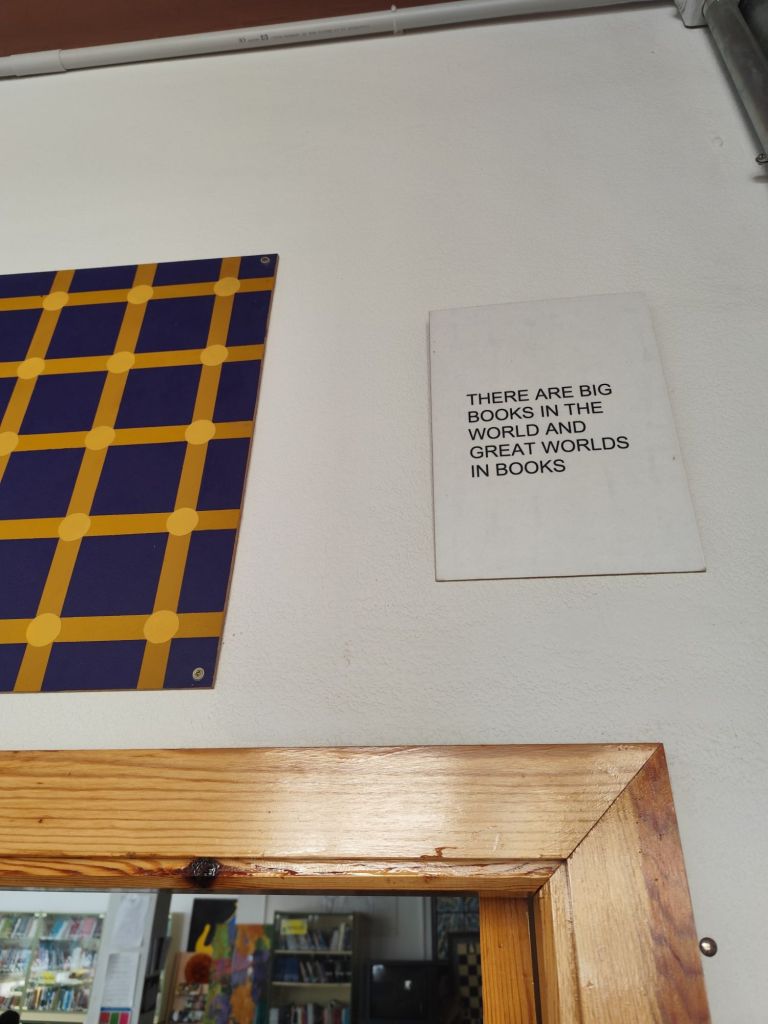 THERE ARE BIG
BOOKS IN THE
WORLD AND
GREAT WORLDS
IN BOOKS